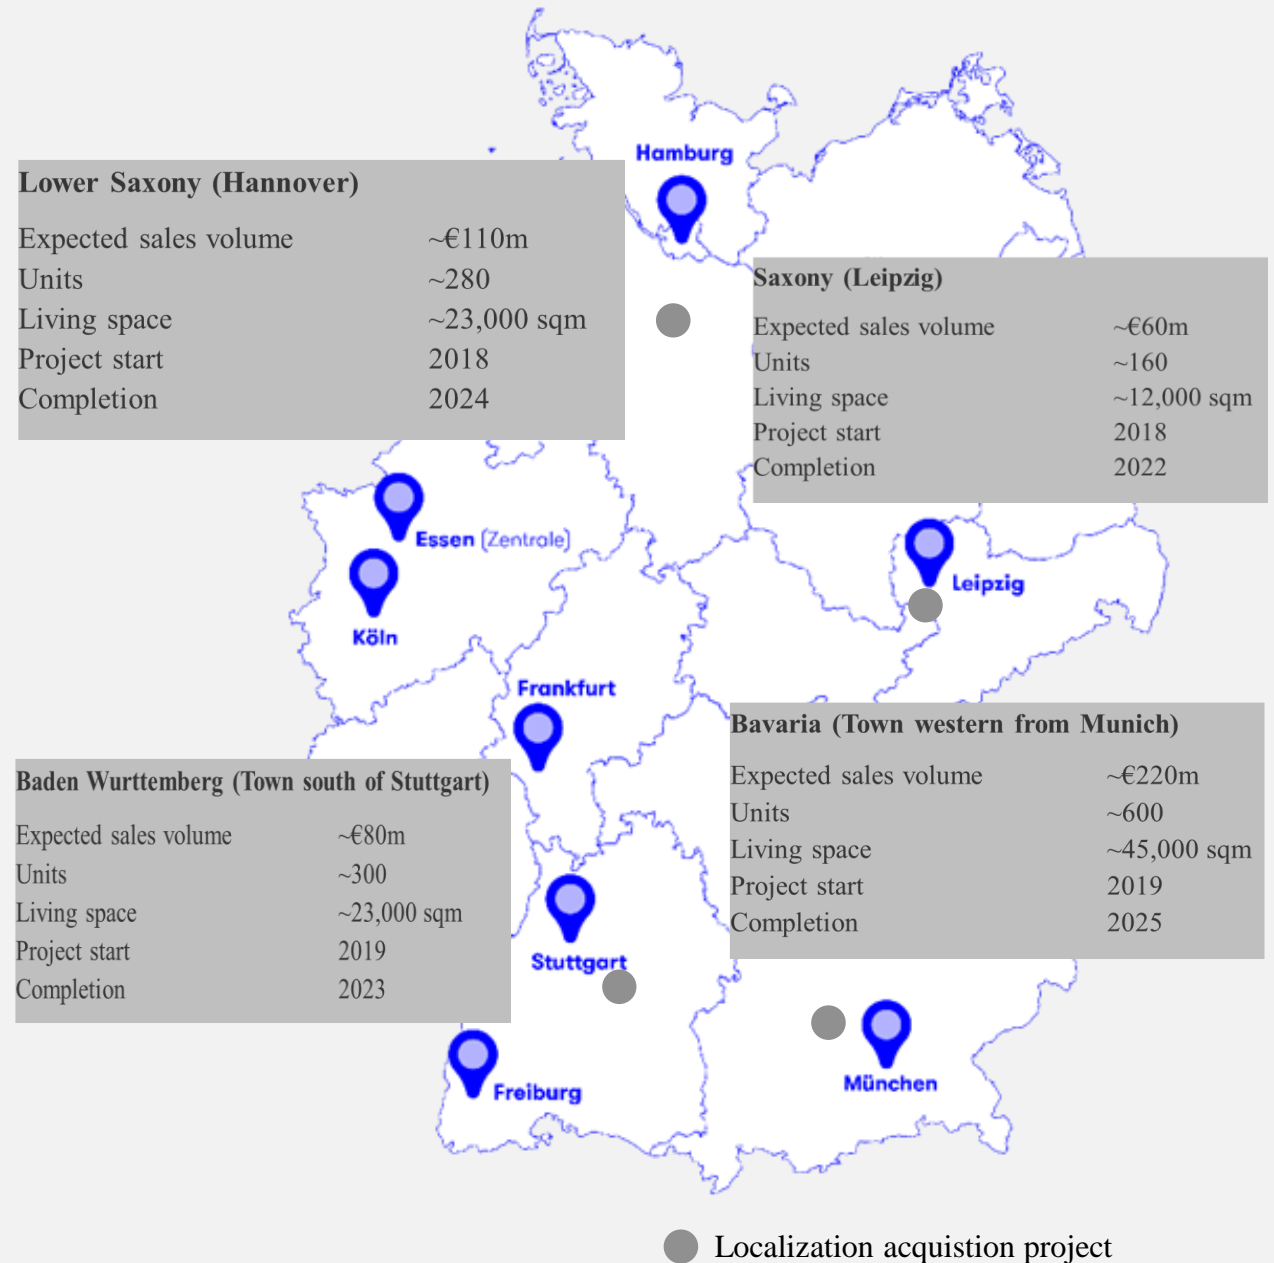 Hamburg
Lower Saxony (Hannover)
Expected sales volume ~€110m
Units ~280
Living space ~23,000 sqm
Project start 2018
Completion 2024
Saxony (Leipzig)
Expected sales volume ~€60m
Units ~160
Living space ~12,000 sqm
Project start 2018
Completion 2022
Essen (Zentrale)
Leipzig
Köln
Frankfurt
Bavaria (Town western from Munich)
Expected sales volume ~€220m
Units ~600
Living space ~45,000 sqm
Project start 2019
Completion 2025
Baden Wurttemberg (Town south of Stuttgart)
Expected sales volume ~€80m
Units ~300
Living space ~23,000 sqm
Project start 2019
Completion 2023
Stuttgart
München
Freiburg
Localization acquistion project